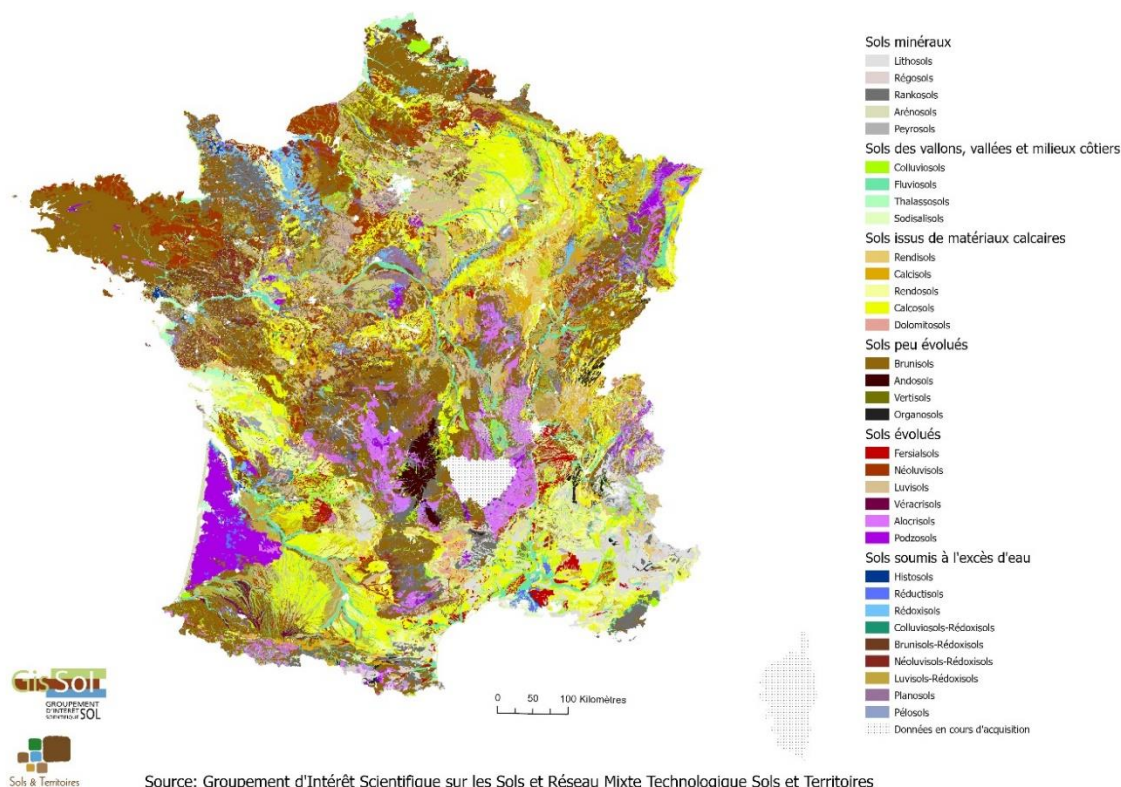 Sols minéraux
Lithosols
Régosols
Rankosols
Arénosols
Peyrosols
Sols des vallons, vallées et milieux côtiers
Colluviosols
Fluviosols
Thalassosols
Sodisalisols
Sols issus de matériaux calcaires
Rendisols
Calcisols
Rendosols
Calcosols
Dolomitosols
Sols peu évolués
Brunisols
Andosols
Vertisols
Organosols
Sols évolués
Fersialsols
Néoluvisols
Luvisols
Véracrisols
Alocrisols
Podzosols
Sols soumis à l'excès d'eau
Histosols
Réductisols
Rédoxisols
Colluviosols-Rédoxisols
Brunisols-Rédoxisols
Néoluvisols-Rédoxisols
Luvisols-Rédoxisols
Planosols
Pélosols
Données en cours d'acquisition
0 50 100 Kilomètres
GisSol
GROUPEMENT
D'INTÉRÊT
SCIENTIFIQUE SOL
Sols & Territoires
Source: Groupement d'Intérêt Scientifique sur les Sols et Réseau Mixte Technologique Sols et Territoires